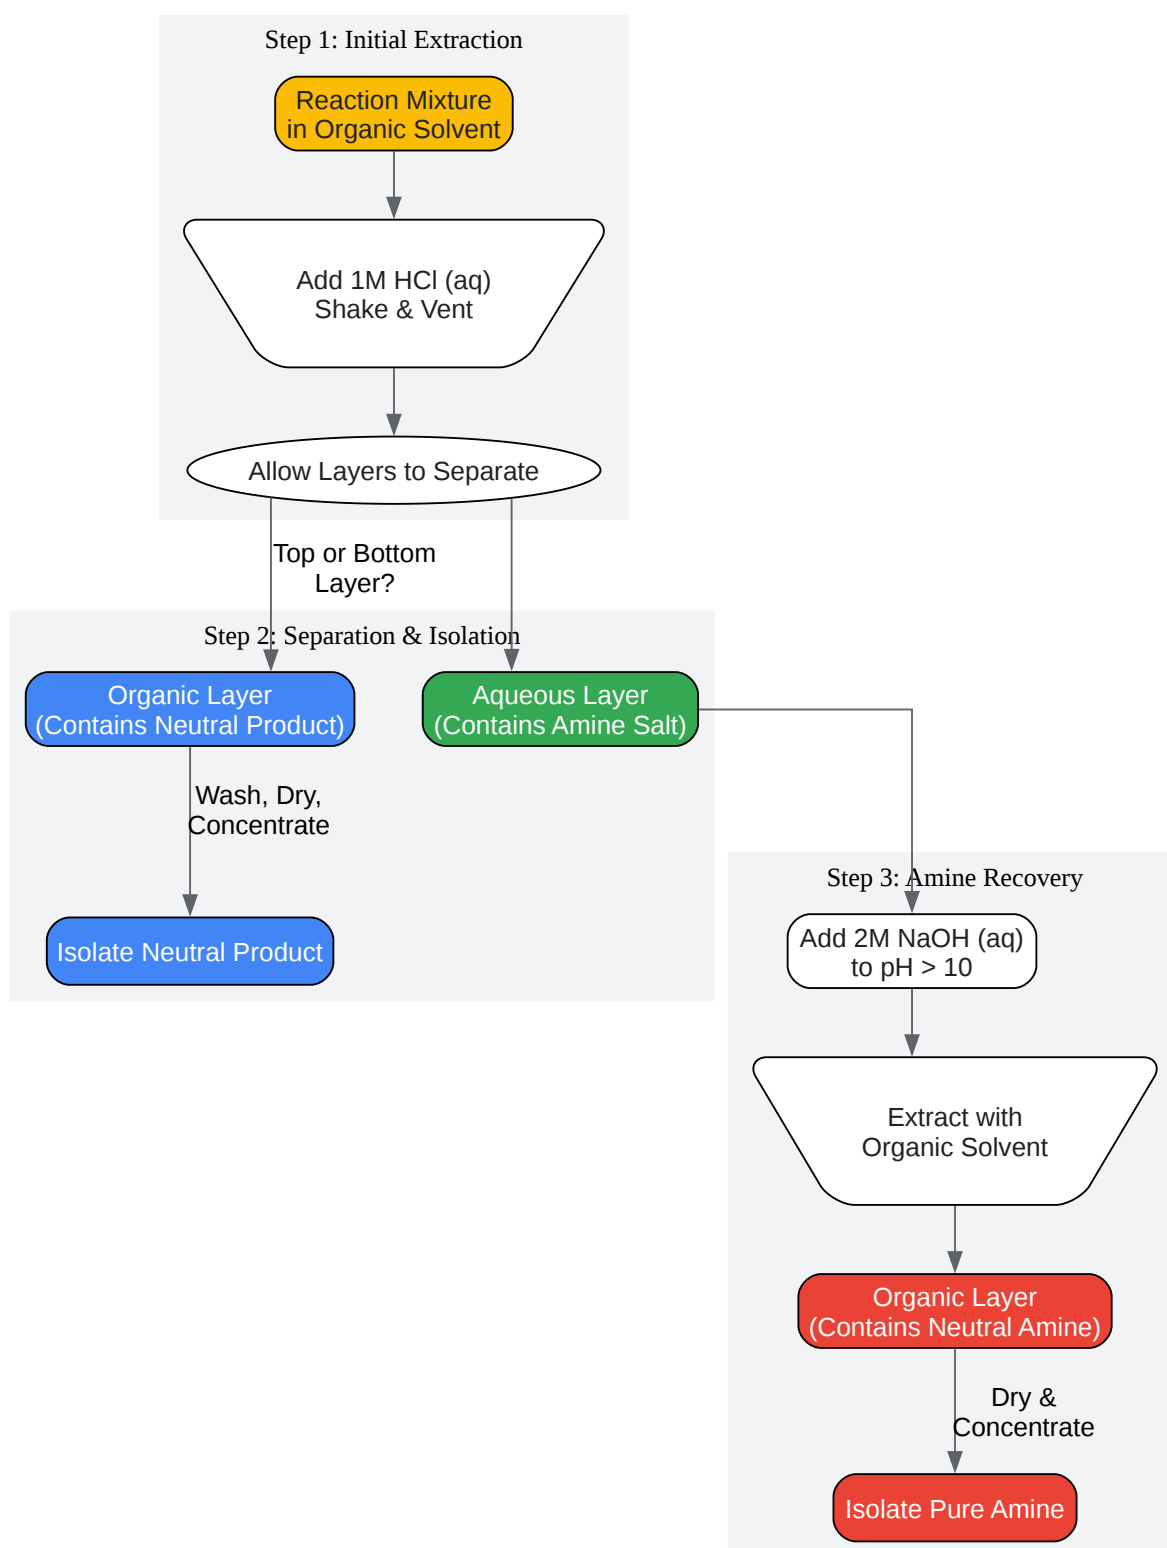 Step 1: Initial Extraction
Reaction Mixture
in Organic Solvent
Add 1M HCl (aq)
Shake & Vent
Allow Layers to Separate
Top or Bottom
Layer?
Step 2: Separation & Isolation
Organic Layer
(Contains Neutral Product)
Aqueous Layer
(Contains Amine Salt)
Wash, Dry,
Concentrate
Isolate Neutral Product
Step 3: Amine Recovery
Add 2M NaOH (aq)
to pH > 10
Extract with
Organic Solvent
Organic Layer
(Contains Neutral Amine)
Dry &
Concentrate
Isolate Pure Amine